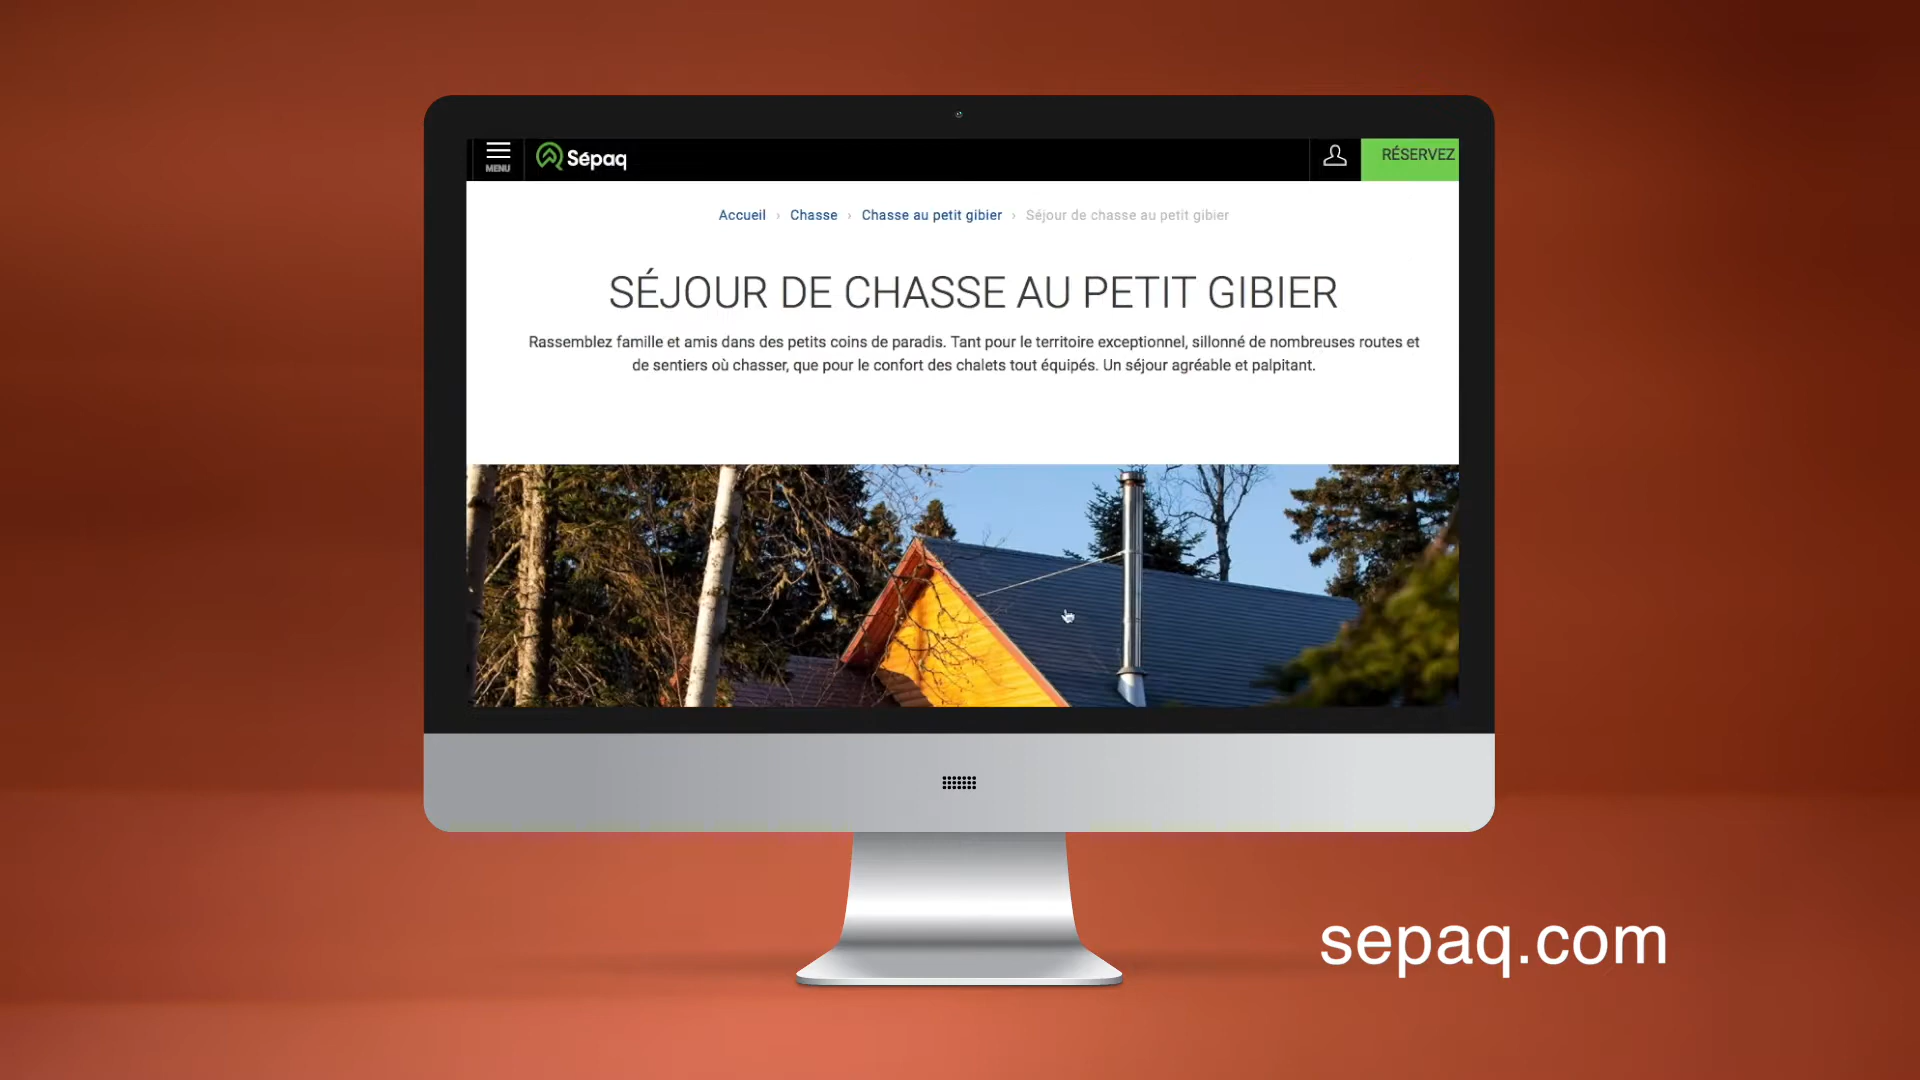 MENU
Sépaq
RÉSERVEZ
Accueil › Chasse › Chasse au petit gibier › Séjour de chasse au petit gibier
SÉJOUR DE CHASSE AU PETIT GIBIER
Rassemblez famille et amis dans des petits coins de paradis. Tant pour le territoire exceptionnel, sillonné de nombreuses routes et
de sentiers où chasser, que pour le confort des chalets tout équipés. Un séjour agréable et palpitant.
sepaq.com